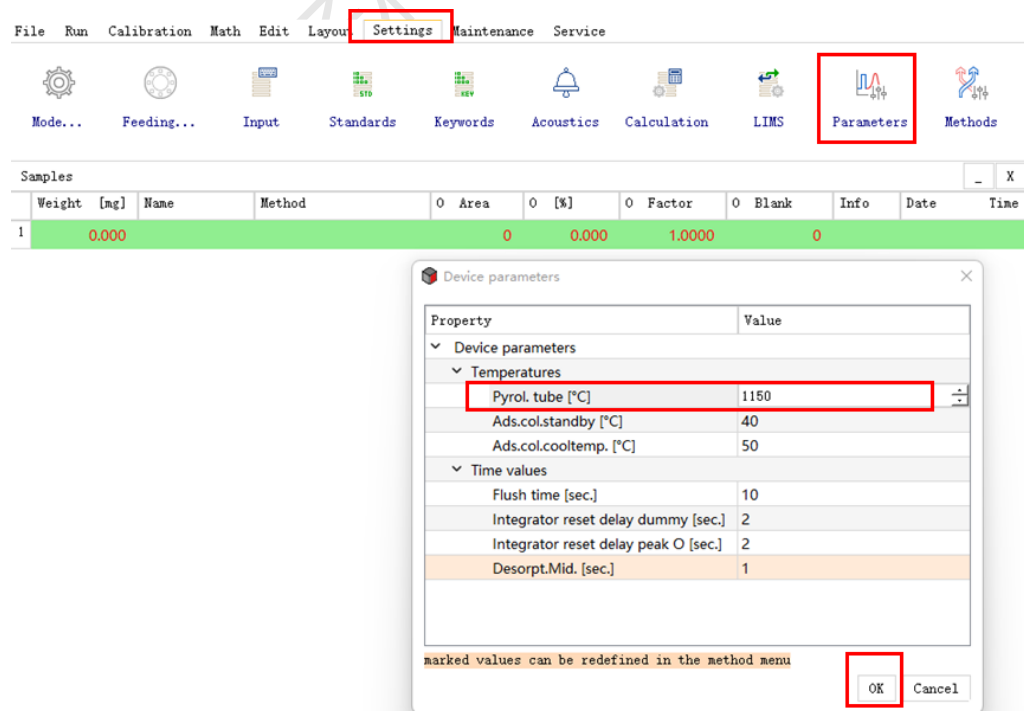 File Run Calibration Math Edit Layout Settings Maintenance Service
Mode... Feeding... Input Standards Keywords Acoustics Calculation LIMS Parameters Methods
STD KEY
Samples _ X
Weight [mg] Name Method O Area O [%] O Factor O Blank Info Date Time
1 0.000 0 0.000 1.0000 0
Device parameters
Property Value
Device parameters
Temperatures
Pyrol. tube [°C] 1150
Ads.col.standby [°C] 40
Ads.col.cooltemp. [°C] 50
Time values
Flush time [sec.] 10
Integrator reset delay dummy [sec.] 2
Integrator reset delay peak O [sec.] 2
Desorpt.Mid. [sec.] 1
marked values can be redefined in the method menu
OK Cancel